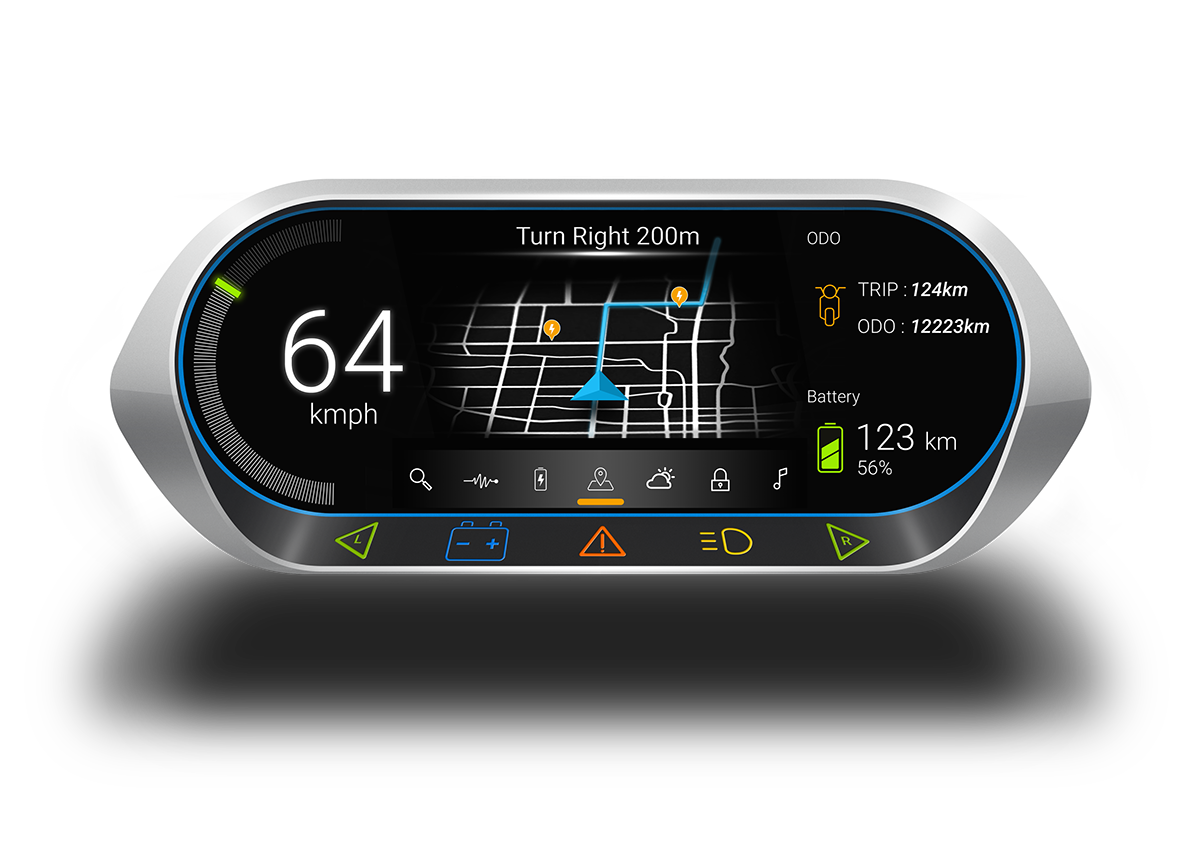 Turn Right 200m
64
kmph
ODO
TRIP : 124km
ODO : 12223km
Battery
123 km
56%
L
R